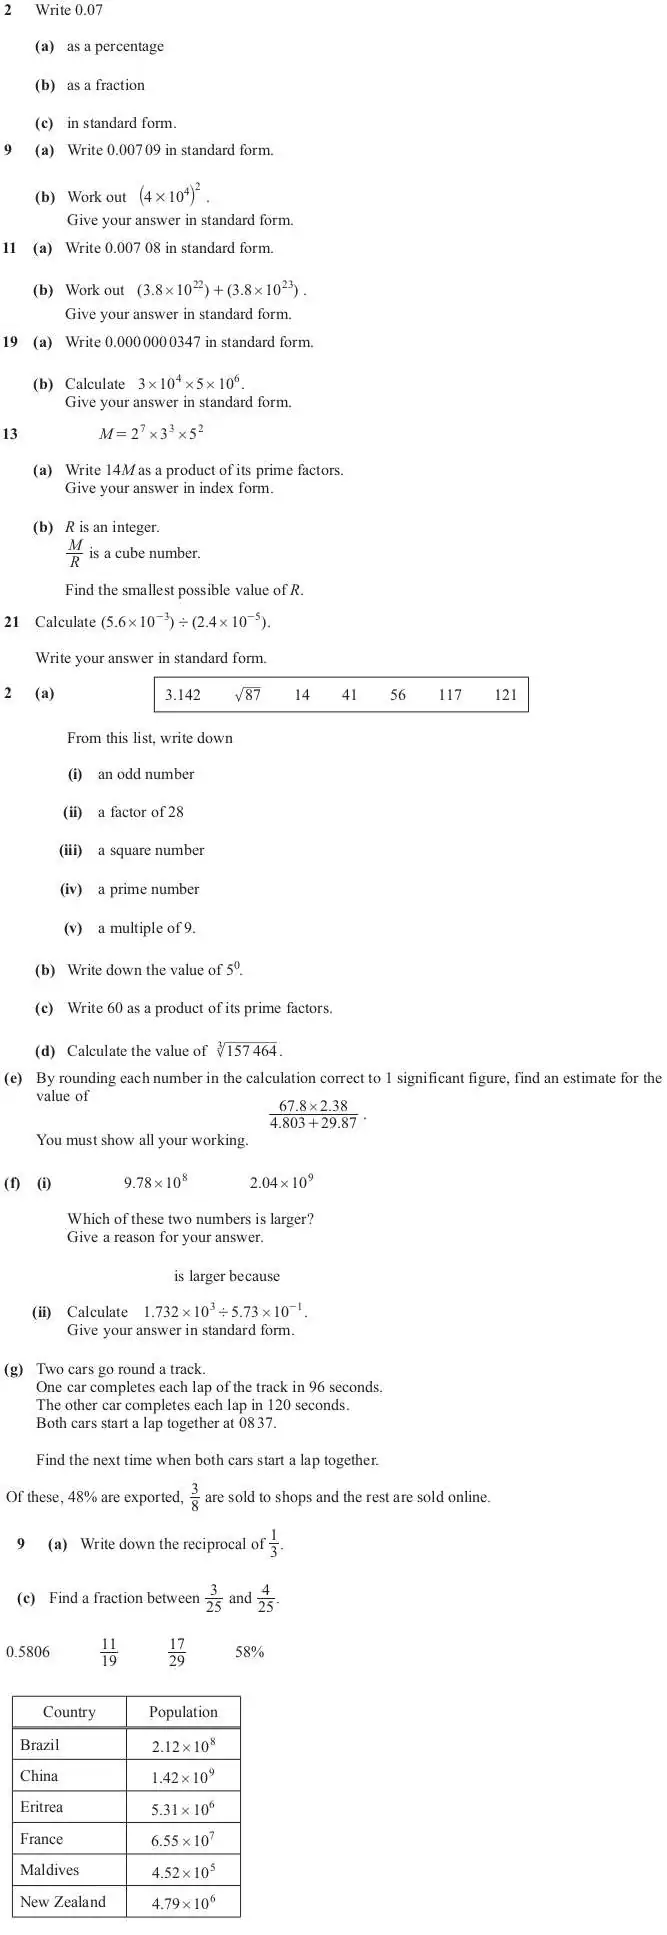 2 Write 0.07
(a) as a percentage
(b) as a fraction
(c) in standard form.
9 (a) Write 0.007 09 in standard form.
(b) Work out (4 × 10⁴)² .
Give your answer in standard form.
11 (a) Write 0.007 08 in standard form.
(b) Work out (3.8 × 10²²) + (3.8 × 10²³) .
Give your answer in standard form.
19 (a) Write 0.000 000 0347 in standard form.
(b) Calculate 3 × 10⁴ × 5 × 10⁶.
Give your answer in standard form.
13 M = 2⁷ × 3³ × 5²
(a) Write 14M as a product of its prime factors.
Give your answer in index form.
(b) R is an integer.
M/R is a cube number.
Find the smallest possible value of R.
21 Calculate (5.6 × 10⁻³) ÷ (2.4 × 10⁻⁵).
Write your answer in standard form.
2 (a) 3.142 √87 14 41 56 117 121
From this list, write down
(i) an odd number
(ii) a factor of 28
(iii) a square number
(iv) a prime number
(v) a multiple of 9.
(b) Write down the value of 5⁰.
(c) Write 60 as a product of its prime factors.
(d) Calculate the value of ∛157 464 .
(e) By rounding each number in the calculation correct to 1 significant figure, find an estimate for the
value of
67.8 × 2.38
4.803 + 29.87 .
You must show all your working.
(f) (i) 9.78 × 10⁸ 2.04 × 10⁹
Which of these two numbers is larger?
Give a reason for your answer.
is larger because
(ii) Calculate 1.732 × 10³ ÷ 5.73 × 10⁻¹ .
Give your answer in standard form.
(g) Two cars go round a track.
One car completes each lap of the track in 96 seconds.
The other car completes each lap in 120 seconds.
Both cars start a lap together at 08 37.
Find the next time when both cars start a lap together.
Of these, 48% are exported, 3/8 are sold to shops and the rest are sold online.
9 (a) Write down the reciprocal of 1/3.
(c) Find a fraction between 3/25 and 4/25.
0.5806 11/19 17/29 58%
Country Population
Brazil 2.12 × 10⁸
China 1.42 × 10⁹
Eritrea 5.31 × 10⁶
France 6.55 × 10⁷
Maldives 4.52 × 10⁵
New Zealand 4.79 × 10⁶